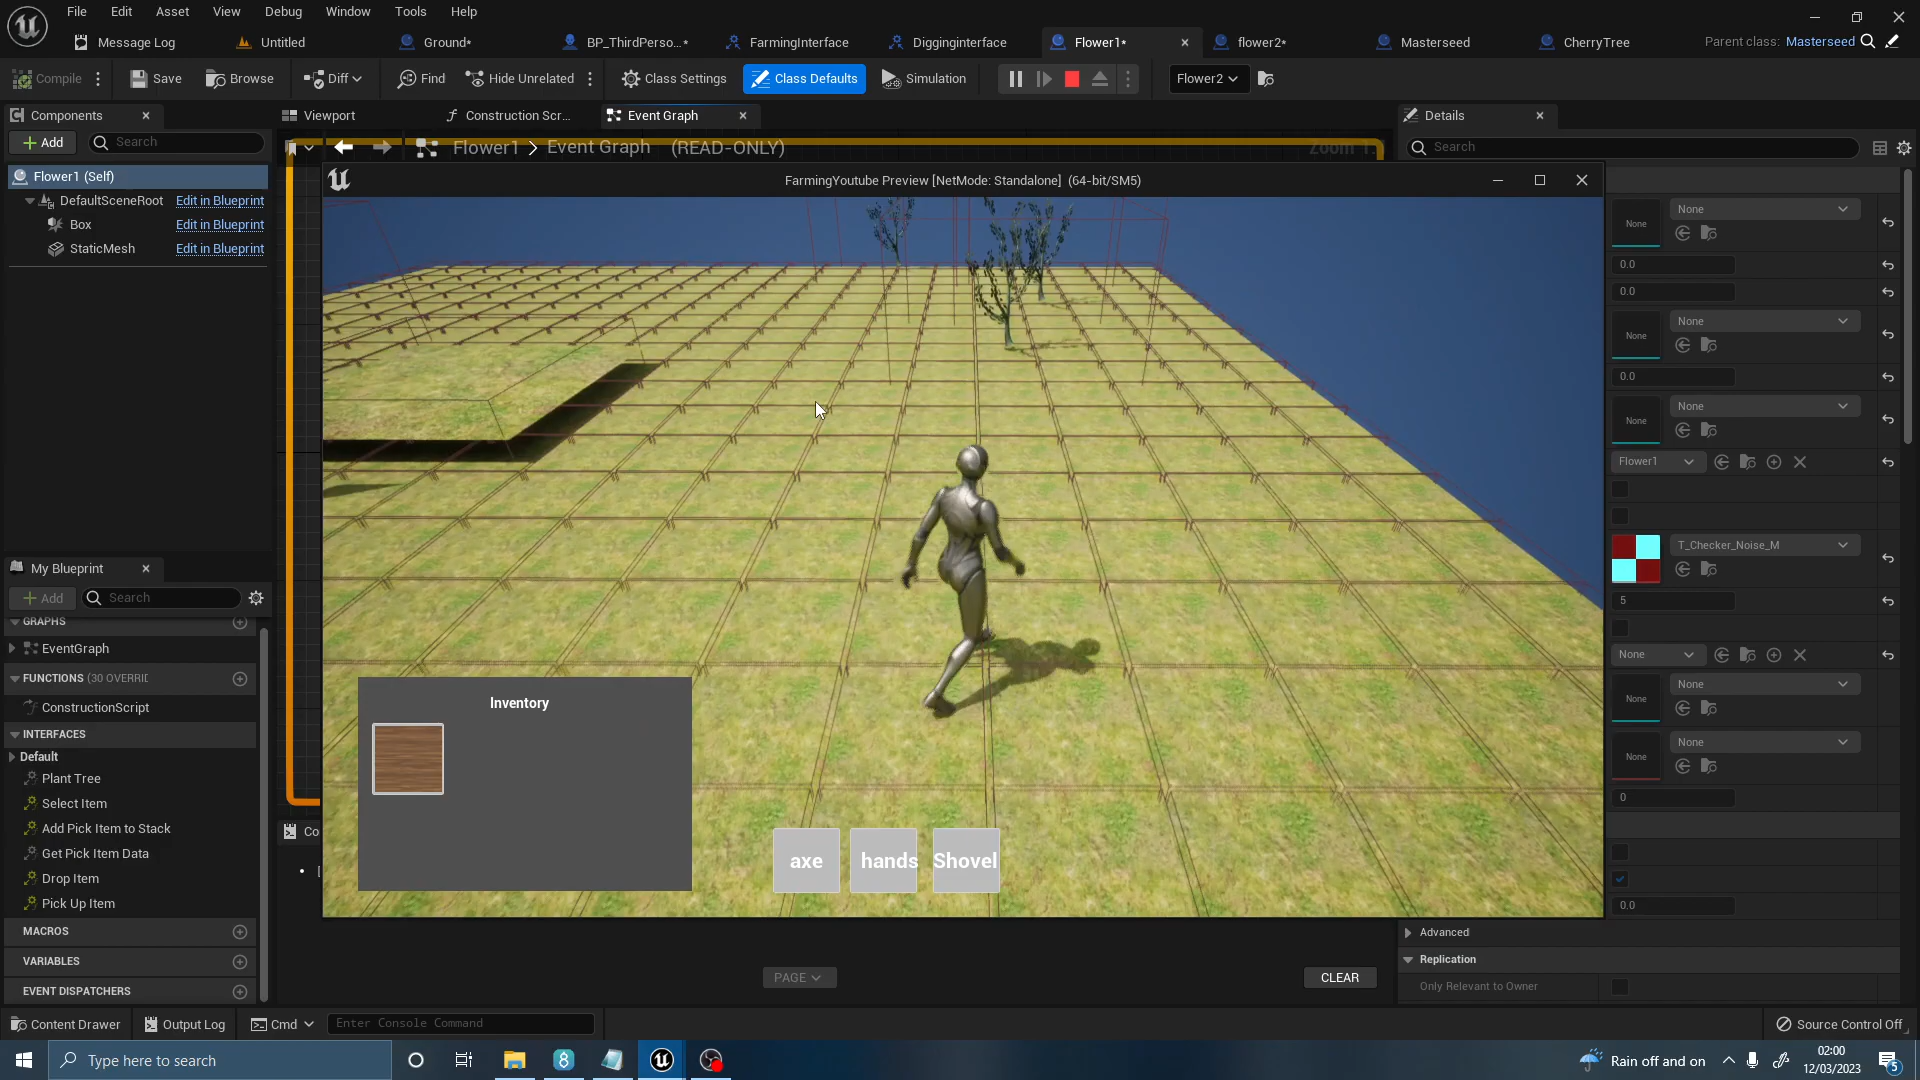 File Edit Asset View Debug Window Tools Help
Message Log Untitled Ground* BP_ThirdPerso...* FarmingInterface Digginginterface Flower1* flower2* Masterseed CherryTree Parent class: Masterseed
Compile Save Browse Diff Find Hide Unrelated Class Settings Class Defaults Simulation Flower2
Components Viewport Construction Scr... Event Graph Details
Add Search
Flower1 > Event Graph (READ-ONLY) Search
Flower1 (Self)
FarmingYoutube Preview [NetMode: Standalone] (64-bit/SM5)
DefaultSceneRoot Edit in Blueprint
Box Edit in Blueprint
StaticMesh Edit in Blueprint
None None
0.0
0.0
None None
0.0
None None
Flower1
T_Checker_Noise_M
5
None
None None
None None
0
0.0
My Blueprint
Add Search
GRAPHS
EventGraph
FUNCTIONS (30 OVERRID
ConstructionScript
INTERFACES
Default
Plant Tree
Select Item
Add Pick Item to Stack
Get Pick Item Data
Drop Item
Pick Up Item
MACROS
VARIABLES
EVENT DISPATCHERS
Inventory
axe hands Shovel
Co
Advanced
Replication
Only Relevant to Owner
PAGE CLEAR
Content Drawer Output Log Cmd Enter Console Command Source Control Off
Type here to search Rain off and on 02:00
12/03/2023
5